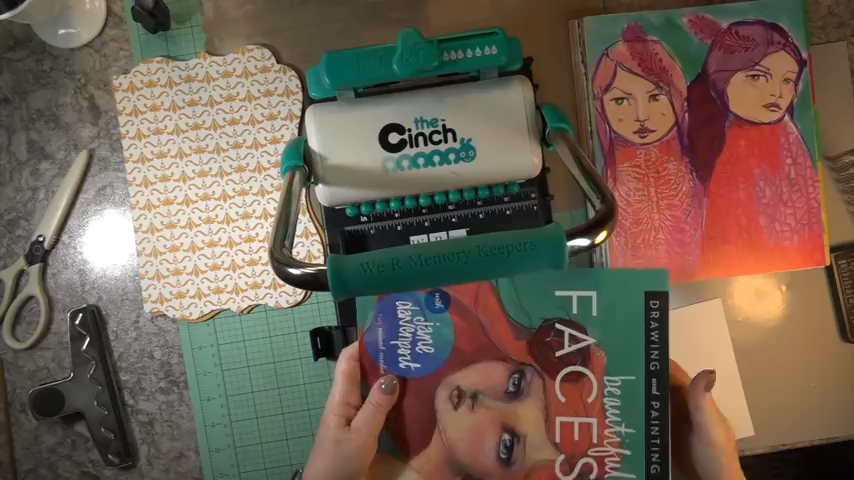 the
Cinch
We R Memory Keepers
with
jane
davenport
DRAWING and PAINTING
beautiful
FACES